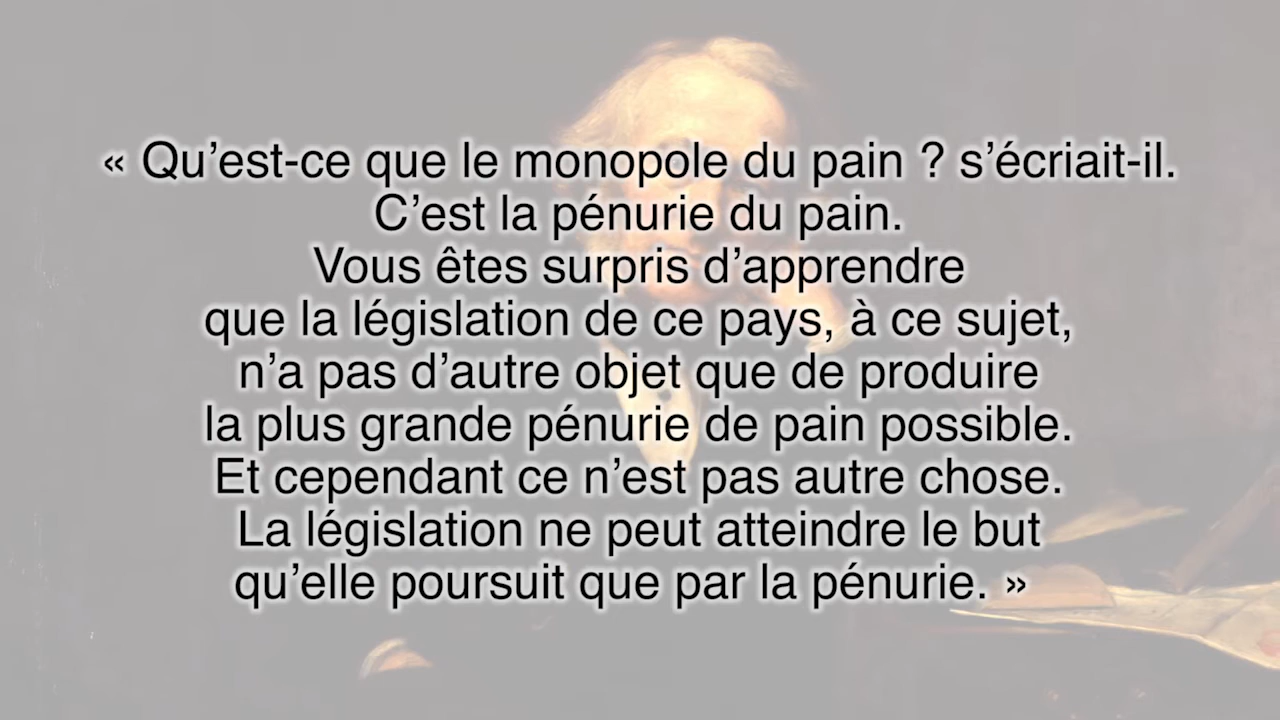 « Qu’est-ce que le monopole du pain ? s’écriait-il.
C’est la pénurie du pain.
Vous êtes surpris d’apprendre
que la législation de ce pays, à ce sujet,
n’a pas d’autre objet que de produire
la plus grande pénurie de pain possible.
Et cependant ce n’est pas autre chose.
La législation ne peut atteindre le but
qu’elle poursuit que par la pénurie. »